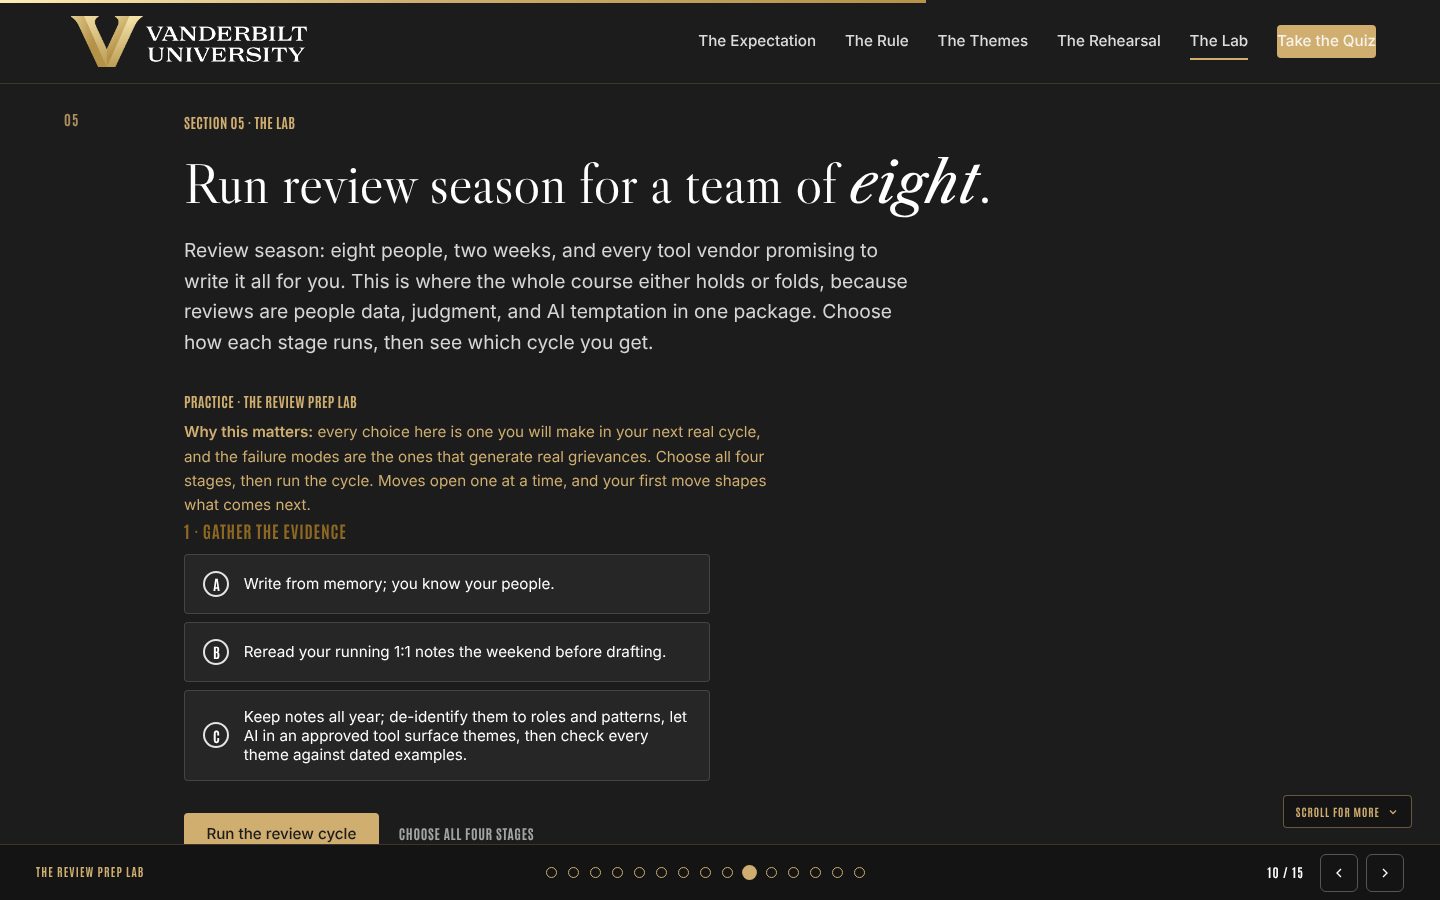 VANDERBILT
UNIVERSITY
The Expectation
The Rule
The Themes
The Rehearsal
The Lab
Take the Quiz
05
SECTION 05 · THE LAB
Run review season for a team of eight.
Review season: eight people, two weeks, and every tool vendor promising to
write it all for you. This is where the whole course either holds or folds, because
reviews are people data, judgment, and AI temptation in one package. Choose
how each stage runs, then see which cycle you get.
PRACTICE · THE REVIEW PREP LAB
Why this matters: every choice here is one you will make in your next real cycle,
and the failure modes are the ones that generate real grievances. Choose all four
stages, then run the cycle. Moves open one at a time, and your first move shapes
what comes next.
1 · GATHER THE EVIDENCE
A Write from memory; you know your people.
B Reread your running 1:1 notes the weekend before drafting.
C Keep notes all year; de-identify them to roles and patterns, let
AI in an approved tool surface themes, then check every
theme against dated examples.
SCROLL FOR MORE
Run the review cycle
CHOOSE ALL FOUR STAGES
THE REVIEW PREP LAB
10 / 15